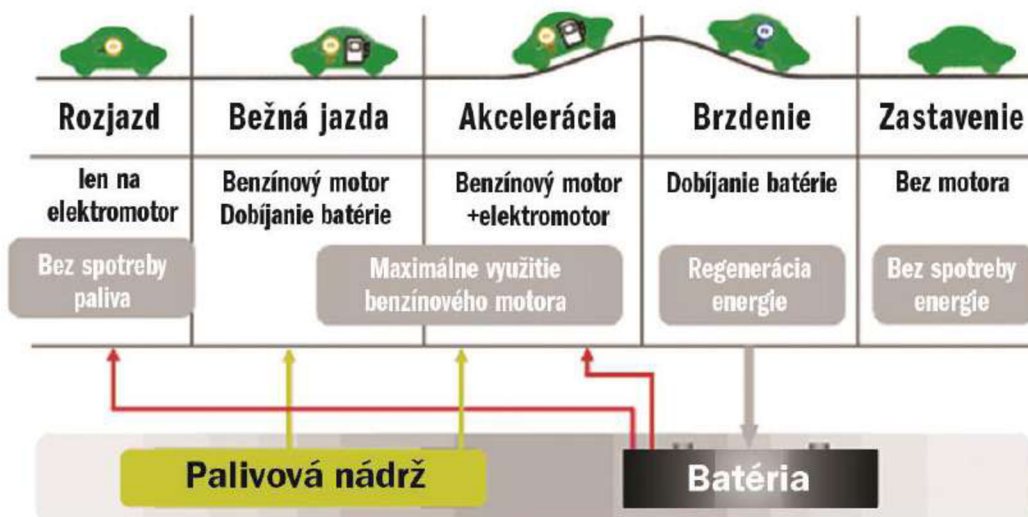 Rozjazd
Bežná jazda
Akcelerácia
Brzdenie
Zastavenie
len na
elektromotor
Benzínový motor
Dobíjanie batérie
Benzínový motor
+elektromotor
Dobíjanie batérie
Bez motora
Bez spotreby
paliva
Maximálne využitie
benzínového motora
Regenerácia
energie
Bez spotreby
energie
Palivová nádrž
Batéria